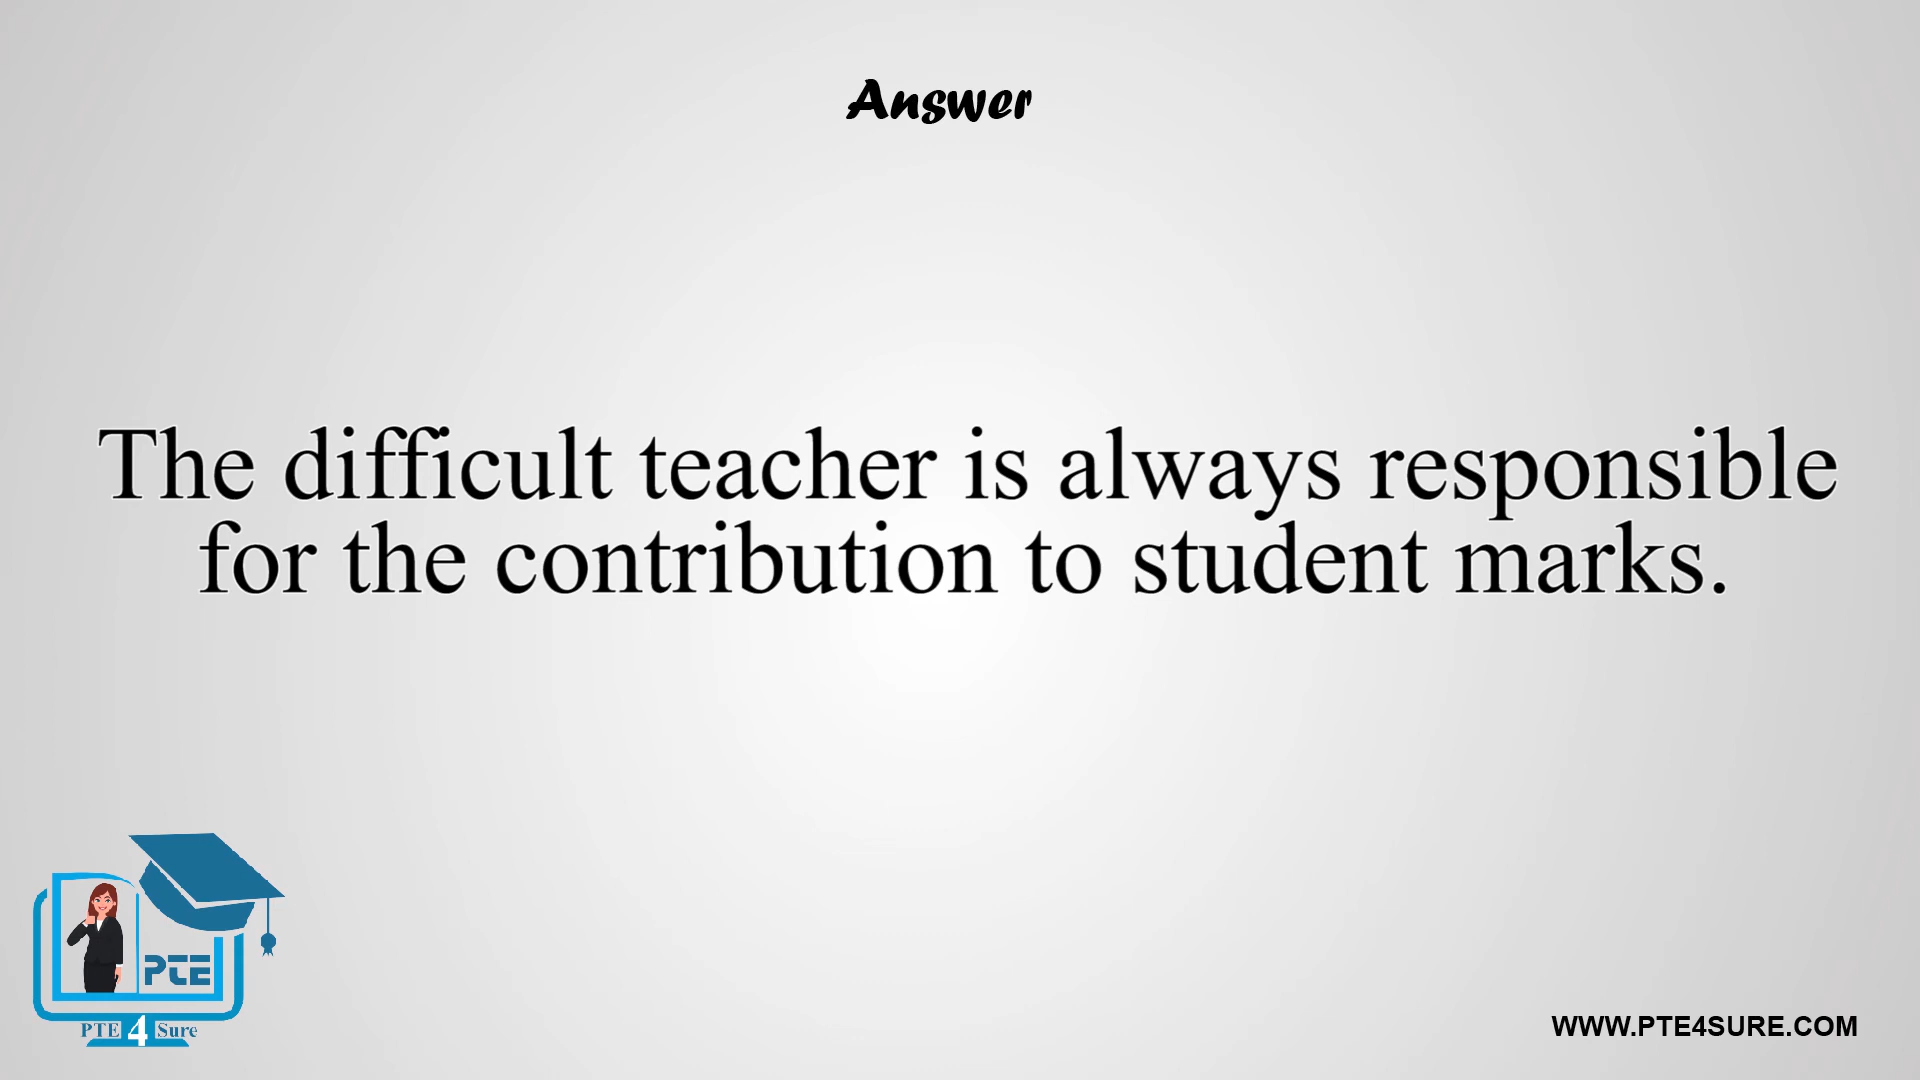 Answer
The difficult teacher is always responsible
for the contribution to student marks.
PTE
PTE 4 Sure
WWW.PTE4SURE.COM